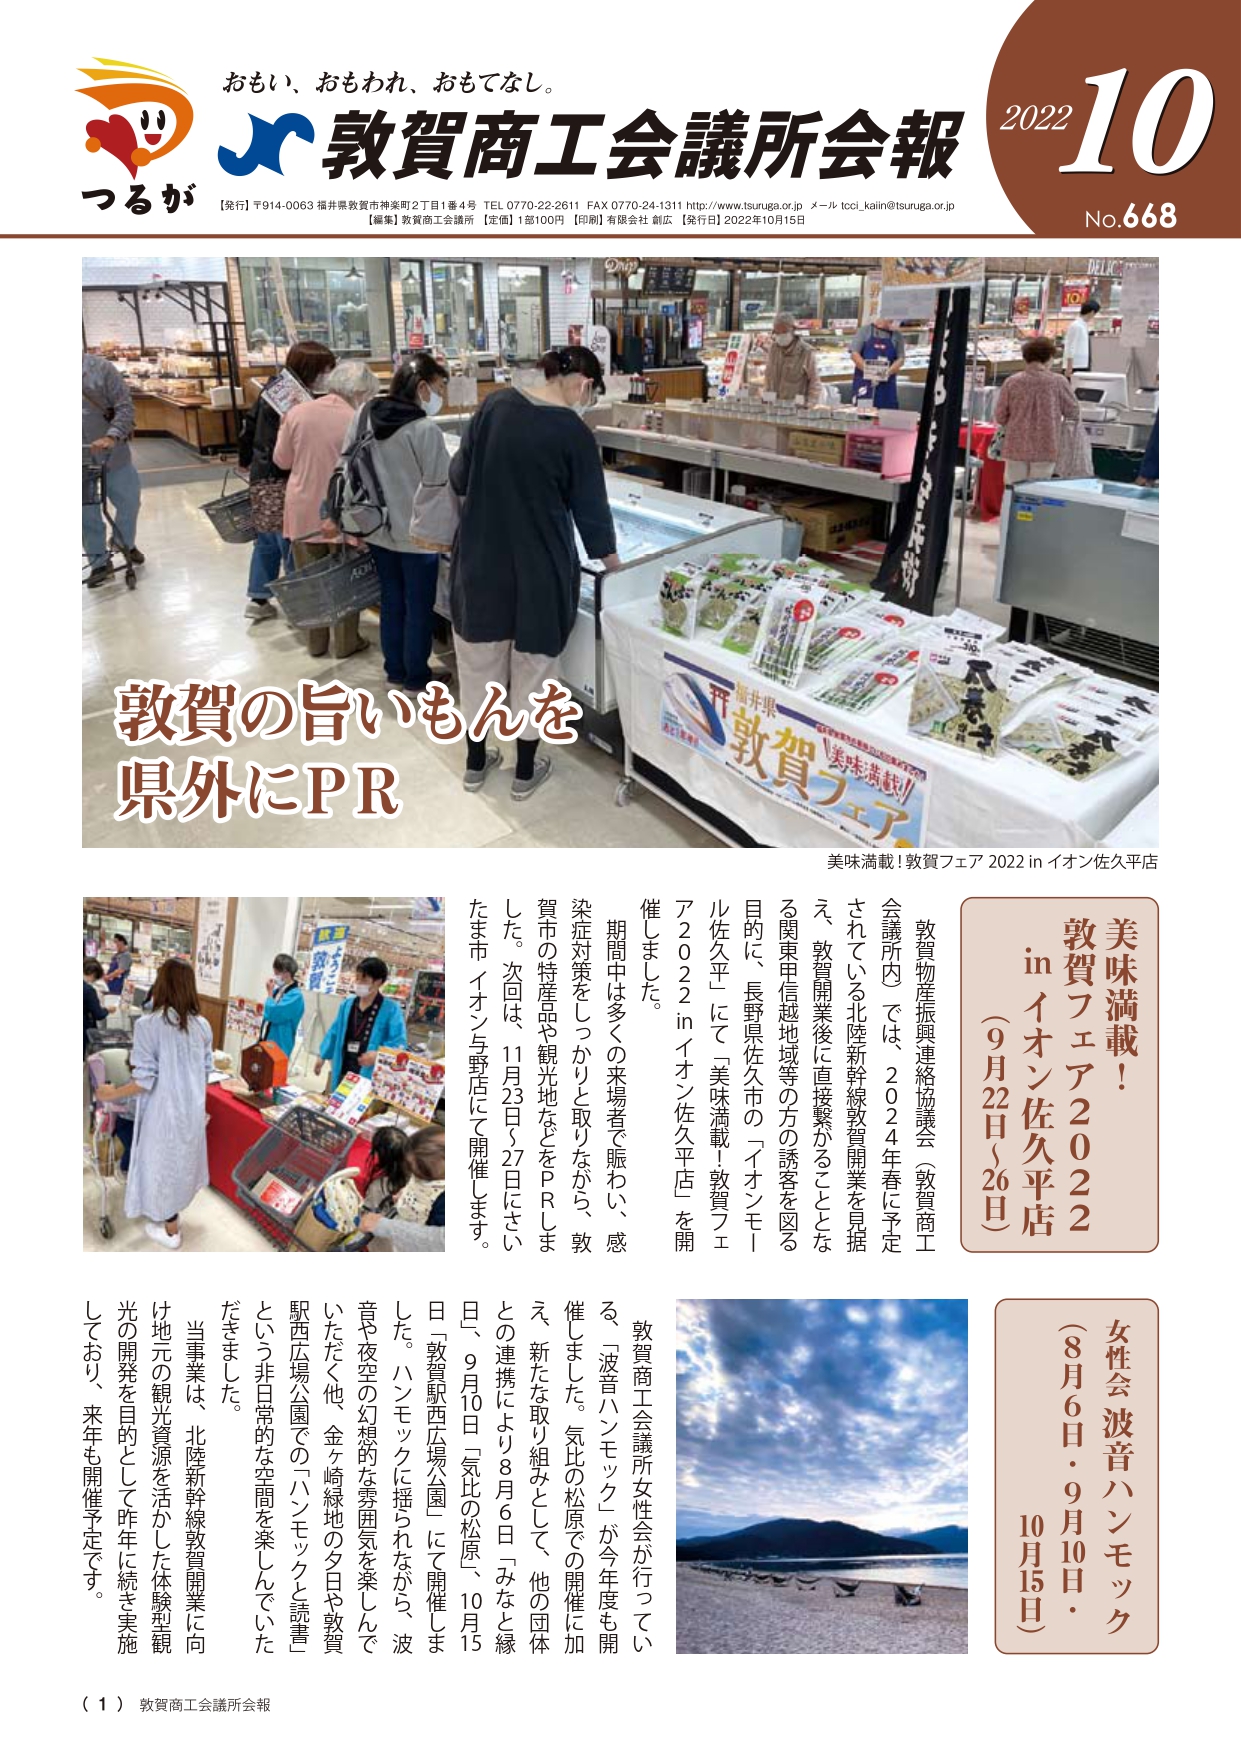 つるが
おもい、おもわれ、おもてなし。
敦賀商工会議所会報
【発行】〒914-0063 福井県敦賀市神楽町2丁目1番4号 TEL 0770-22-2611 FAX 0770-24-1311 http://www.tsuruga.or.jp メール tcci_kaiin@tsuruga.or.jp
【編集】敦賀商工会議所 【定価】1部100円 【印刷】有限会社 創広 【発行日】2022年10月15日
2022 10
No.668
敦賀の旨いもんを
県外にPR
福井県
敦賀フェア
美味満載!
美味満載!敦賀フェア 2022 in イオン佐久平店
美味満載!
敦賀フェア2022
in イオン佐久平店
(9月22日~26日)
敦賀物産振興連絡協議会(敦賀商工
会議所内)では、2024年春に予定
されている北陸新幹線敦賀開業を見据
え、敦賀開業後に直接繋がることとな
る関東甲信越地域等の方の誘客を図る
目的に、長野県佐久市の「イオンモー
ル佐久平」にて「美味満載!敦賀フェ
ア2022 in イオン佐久平店」を開
催しました。
期間中は多くの来場者で賑わい、感
染症対策をしっかりと取りながら、敦
賀市の特産品や観光地などをPRしま
した。次回は、11月23日~27日にさい
たま市 イオン与野店にて開催します。
女性会 波音ハンモック
(8月6日・9月10日・
10月15日)
敦賀商工会議所女性会が行ってい
る、「波音ハンモック」が今年度も開
催しました。気比の松原での開催に加
え、新たな取り組みとして、他の団体
との連携により8月6日「みなと縁
日」、9月10日「気比の松原」、10月15
日「敦賀駅西広場公園」にて開催しま
した。ハンモックに揺られながら、波
音や夜空の幻想的な雰囲気を楽しんで
いただく他、金ヶ崎緑地の夕日や敦賀
駅西広場公園での「ハンモックと読書」
という非日常的な空間を楽しんでいた
だきました。
当事業は、北陸新幹線敦賀開業に向
け地元の観光資源を活かした体験型観
光の開発を目的として昨年に続き実施
しており、来年も開催予定です。
(1) 敦賀商工会議所会報